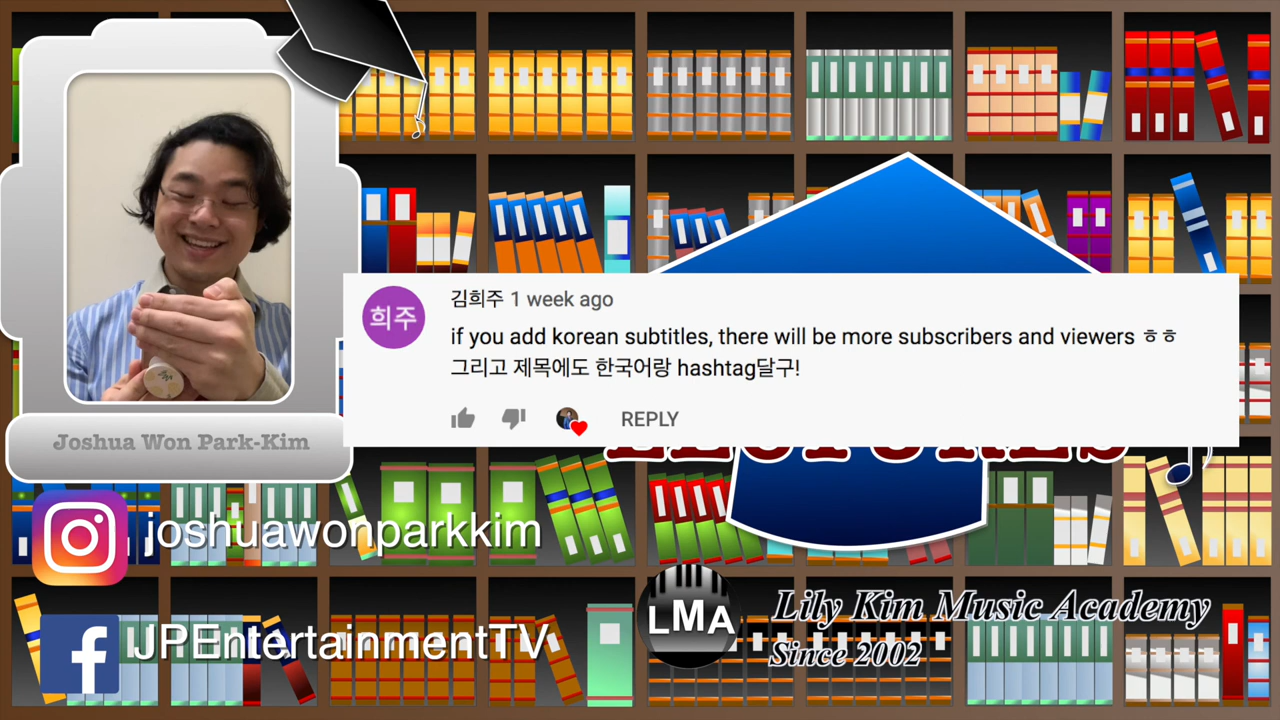 Joshua Won Park-Kim
김희주 1 week ago
if you add korean subtitles, there will be more subscribers and viewers ㅎㅎ
그리고 제목에도 한국어랑 hashtag달구!
희주
REPLY
joshuawonparkkim
JPEntertainmentTV
LMA
Lily Kim Music Academy
Since 2002